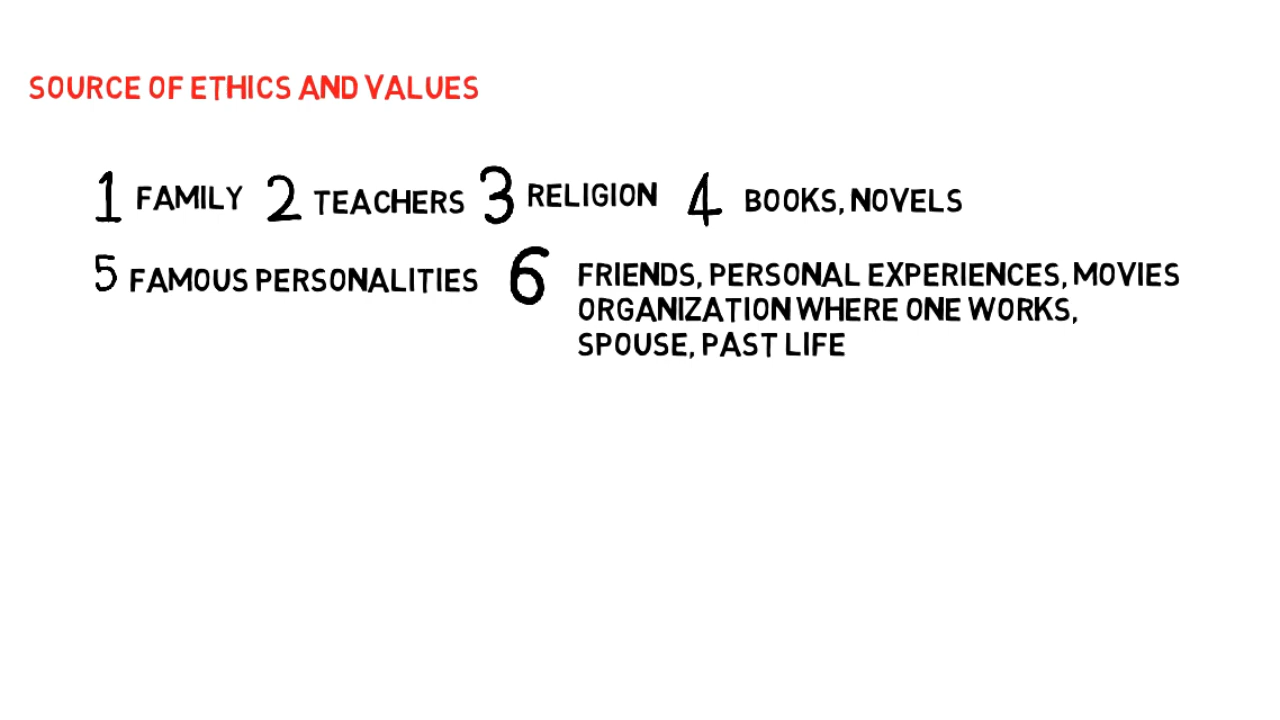 SOURCE OF ETHICS AND VALUES
1 FAMILY 2 TEACHERS 3 RELIGION 4 BOOKS, NOVELS
5 FAMOUS PERSONALITIES 6 FRIENDS, PERSONAL EXPERIENCES, MOVIES
ORGANIZATION WHERE ONE WORKS,
SPOUSE, PAST LIFE